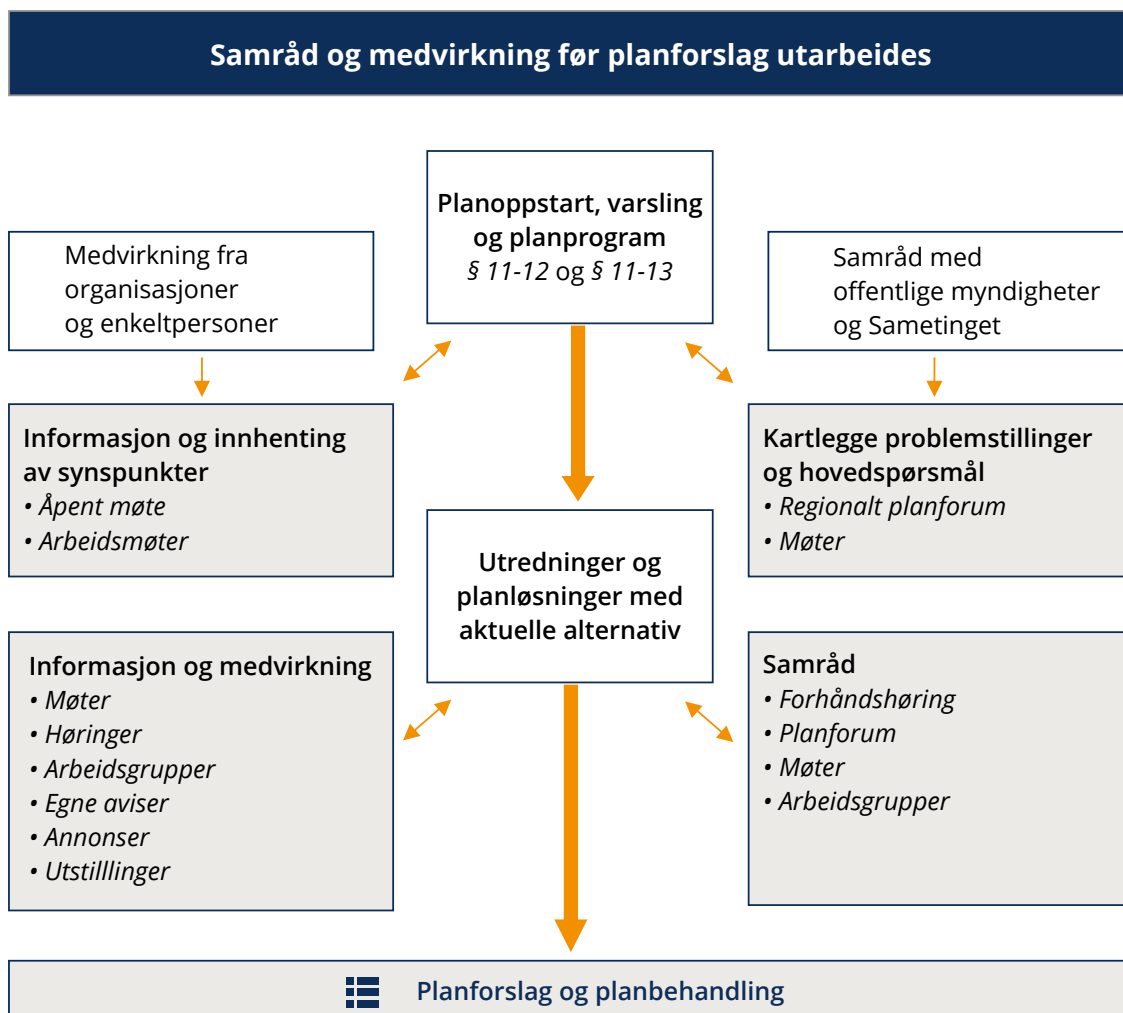 Samråd og medvirkning før planforslag utarbeides
Planoppstart, varsling
og planprogram
§ 11-12 og § 11-13
Medvirkning fra
organisasjoner
og enkeltpersoner
Samråd med
offentlige myndigheter
og Sametinget
Informasjon og innhenting
av synspunkter
• Åpent møte
• Arbeidsmøter
Kartlegge problemstillinger
og hovedspørsmål
• Regionalt planforum
• Møter
Utredninger og
planløsninger med
aktuelle alternativ
Informasjon og medvirkning
• Møter
• Høringer
• Arbeidsgrupper
• Egne aviser
• Annonser
• Utstilllinger
Samråd
• Forhåndshøring
• Planforum
• Møter
• Arbeidsgrupper
Planforslag og planbehandling